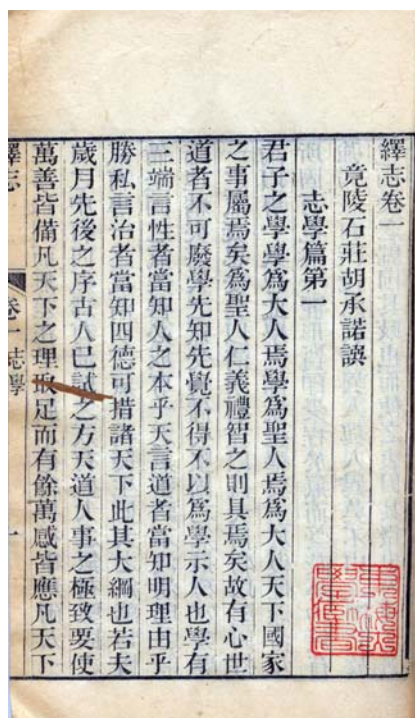 繹志卷一
竟陵石莊胡承諾譔
志學篇第一
君子之學學爲大人焉學爲聖人焉爲大人天下國家
之事屬焉矣爲聖人仁義禮智之則具焉矣故有心世
道者不可廢學先知先覺不得不以爲學示人也學有
三端言性者當知人之本乎天言道者當知明理由乎
勝私言治者當知四德可措諸天下此其大綱也若夫
歲月先後之序古人已試之方天道人事之極致要使
萬善皆備凡天下之理取足而有餘萬感皆應凡天下
繹志 卷一 志學 一